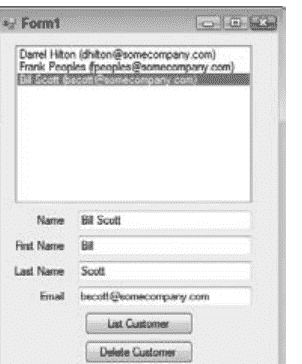 Form1
Darrel Hilton (dhilton@somecompany.com)
Frank Peoples (fpeoples@somecompany.com)
Bill Scott (bscott@somecompany.com)
Name Bill Scott
First Name Bill
Last Name Scott
Email bscott@somecompany.com
List Customer
Delete Customer